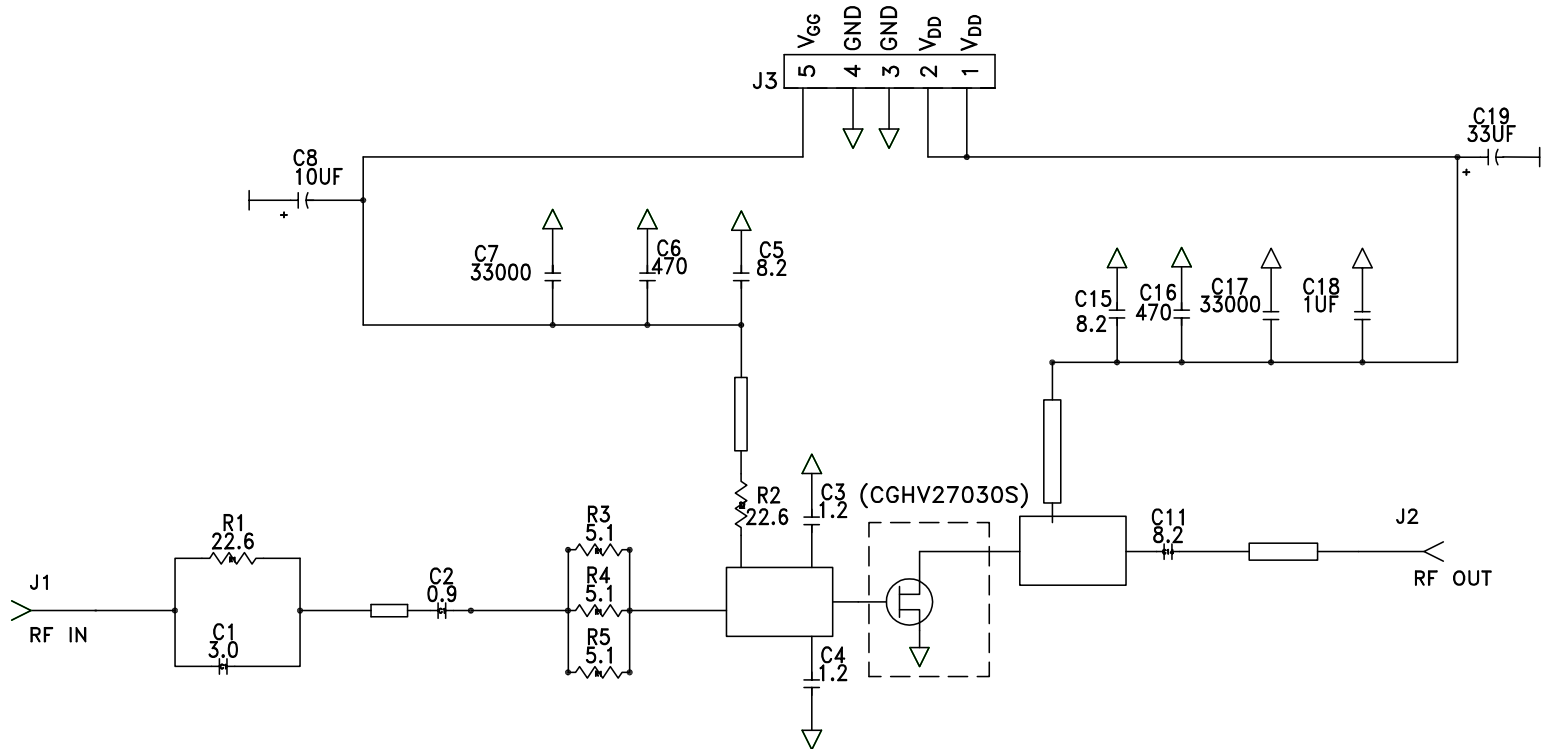 VGG
GND
GND
VDD
VDD
J3
5
4
3
2
1
C8
10UF
+
C19
33UF
+
C7
33000
C6
470
C5
8.2
C15
8.2
C16
470
C17
33000
C18
1UF
R2
22.6
C3
1.2
(CGHV27030S)
R1
22.6
J1
RF IN
C1
3.0
C2
0.9
R3
5.1
R4
5.1
R5
5.1
C4
1.2
C11
8.2
J2
RF OUT